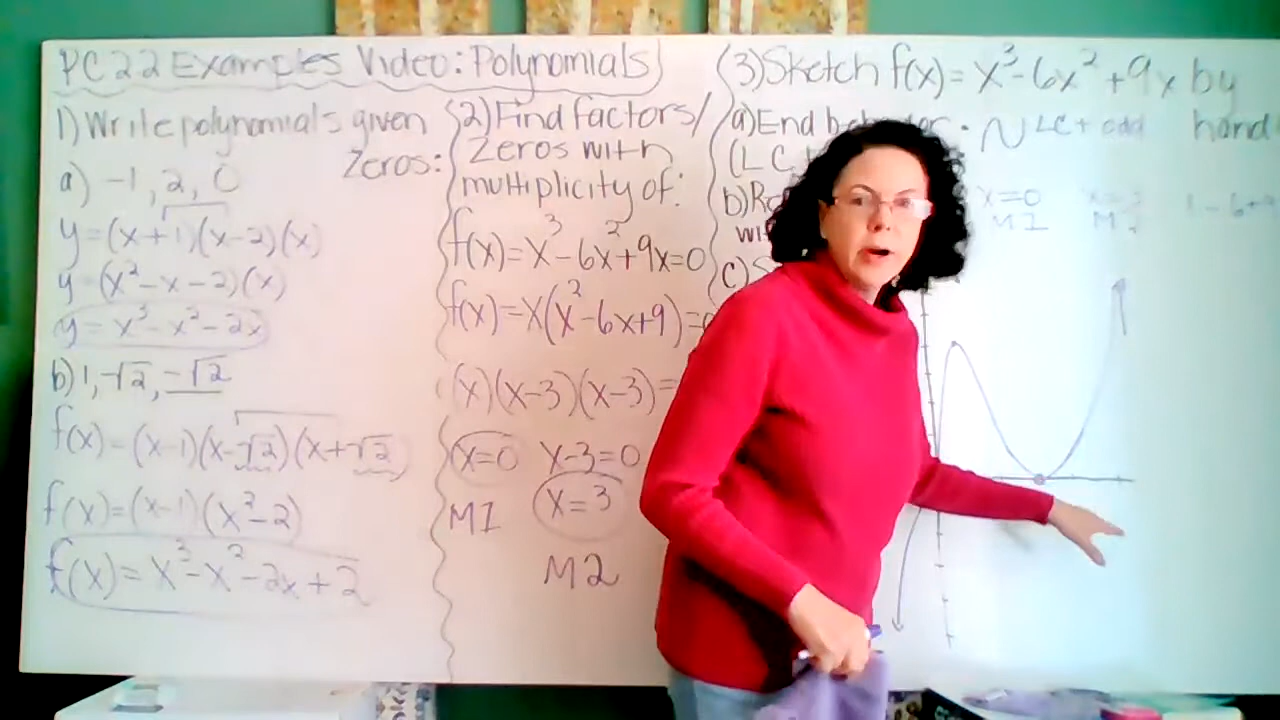 PC 2.2 Examples Video: Polynomials
1) Write polynomials given
Zeros:
a) -1, 2, 0
y = (x+1)(x-2)(x)
y = (x²-x-2)(x)
y = x³-x²-2x
b) 1, √2, -√2
f(x) = (x-1)(x-√2)(x+√2)
f(x) = (x-1)(x²-2)
f(x) = x³-x²-2x+2
2) Find factors/
Zeros with
multiplicity of:
f(x) = x³-6x²+9x=0
f(x) = x(x²-6x+9)=
(x)(x-3)(x-3)=
x=0 x-3=0
x=3
M1
M2
(3) Sketch f(x) = x³-6x²+9x by
hand
a) End LC + odd
(LC
b)
x=0
M1
c)